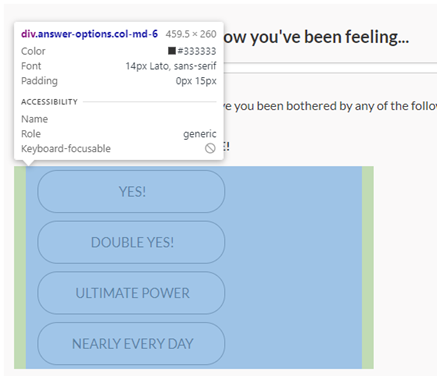 div.answer-options.col-md-6 459.5 × 260
Color #333333
Font 14px Lato, sans-serif
Padding 0px 15px
ACCESSIBILITY
Name
Role generic
Keyboard-focusable
ow you've been feeling...
ve you been bothered by any of the follow
E!
YES!
DOUBLE YES!
ULTIMATE POWER
NEARLY EVERY DAY